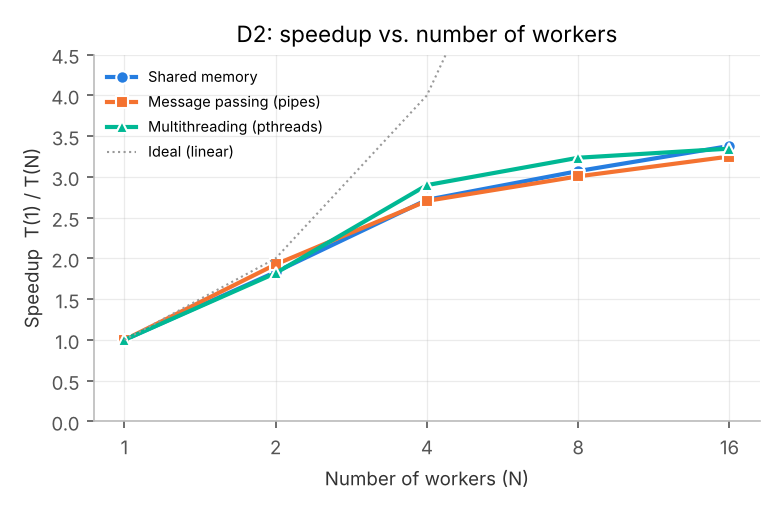 D2: speedup vs. number of workers
Speedup T(1) / T(N)
4.5
4.0
3.5
3.0
2.5
2.0
1.5
1.0
0.5
0.0
Shared memory
Message passing (pipes)
Multithreading (pthreads)
Ideal (linear)
1 2 4 8 16
Number of workers (N)